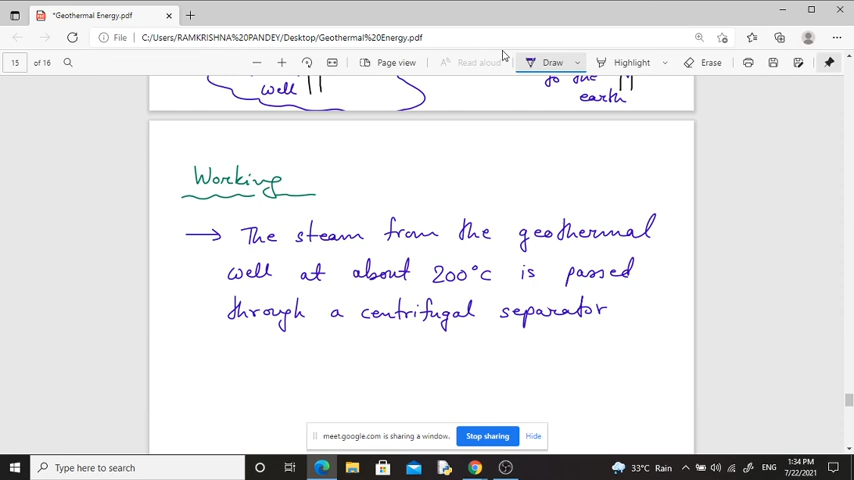 *Geothermal Energy.pdf
File
C:/Users/RAMKRISHNA%20PANDEY/Desktop/Geothermal%20Energy.pdf
15 of 16
Page view
Read aloud
Draw
Highlight
Erase
well
to the
earth
Working
→ The steam from the geothermal
well at about 200°C is passed
through a centrifugal separator
meet.google.com is sharing a window.
Stop sharing
Hide
Type here to search
33°C Rain
ENG
1:34 PM
7/22/2021